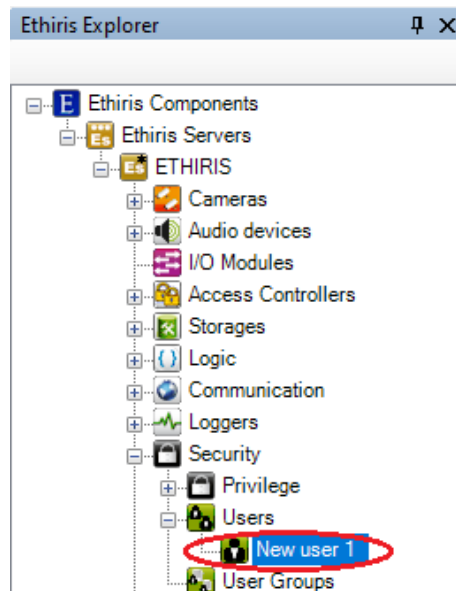 Ethiris Explorer
Ethiris Components
Ethiris Servers
ETHIRIS
Cameras
Audio devices
I/O Modules
Access Controllers
Storages
Logic
Communication
Loggers
Security
Privilege
Users
New user 1
User Groups